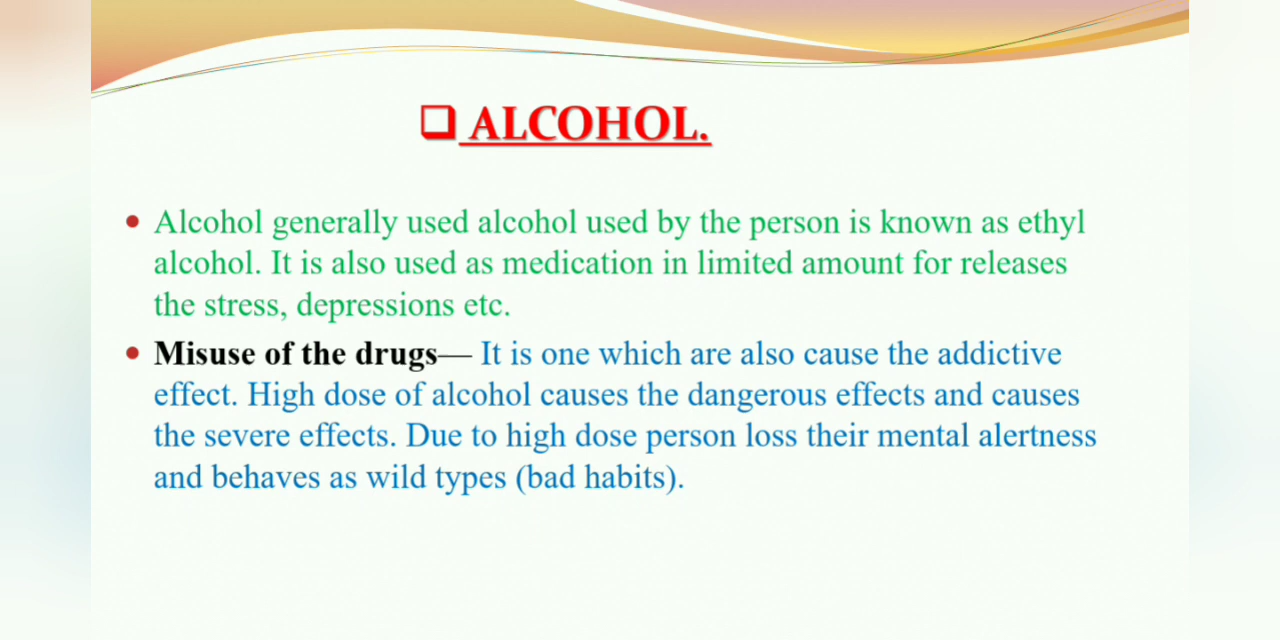 ❑ ALCOHOL.
• Alcohol generally used alcohol used by the person is known as ethyl
alcohol. It is also used as medication in limited amount for releases
the stress, depressions etc.
• Misuse of the drugs— It is one which are also cause the addictive
effect. High dose of alcohol causes the dangerous effects and causes
the severe effects. Due to high dose person loss their mental alertness
and behaves as wild types (bad habits).